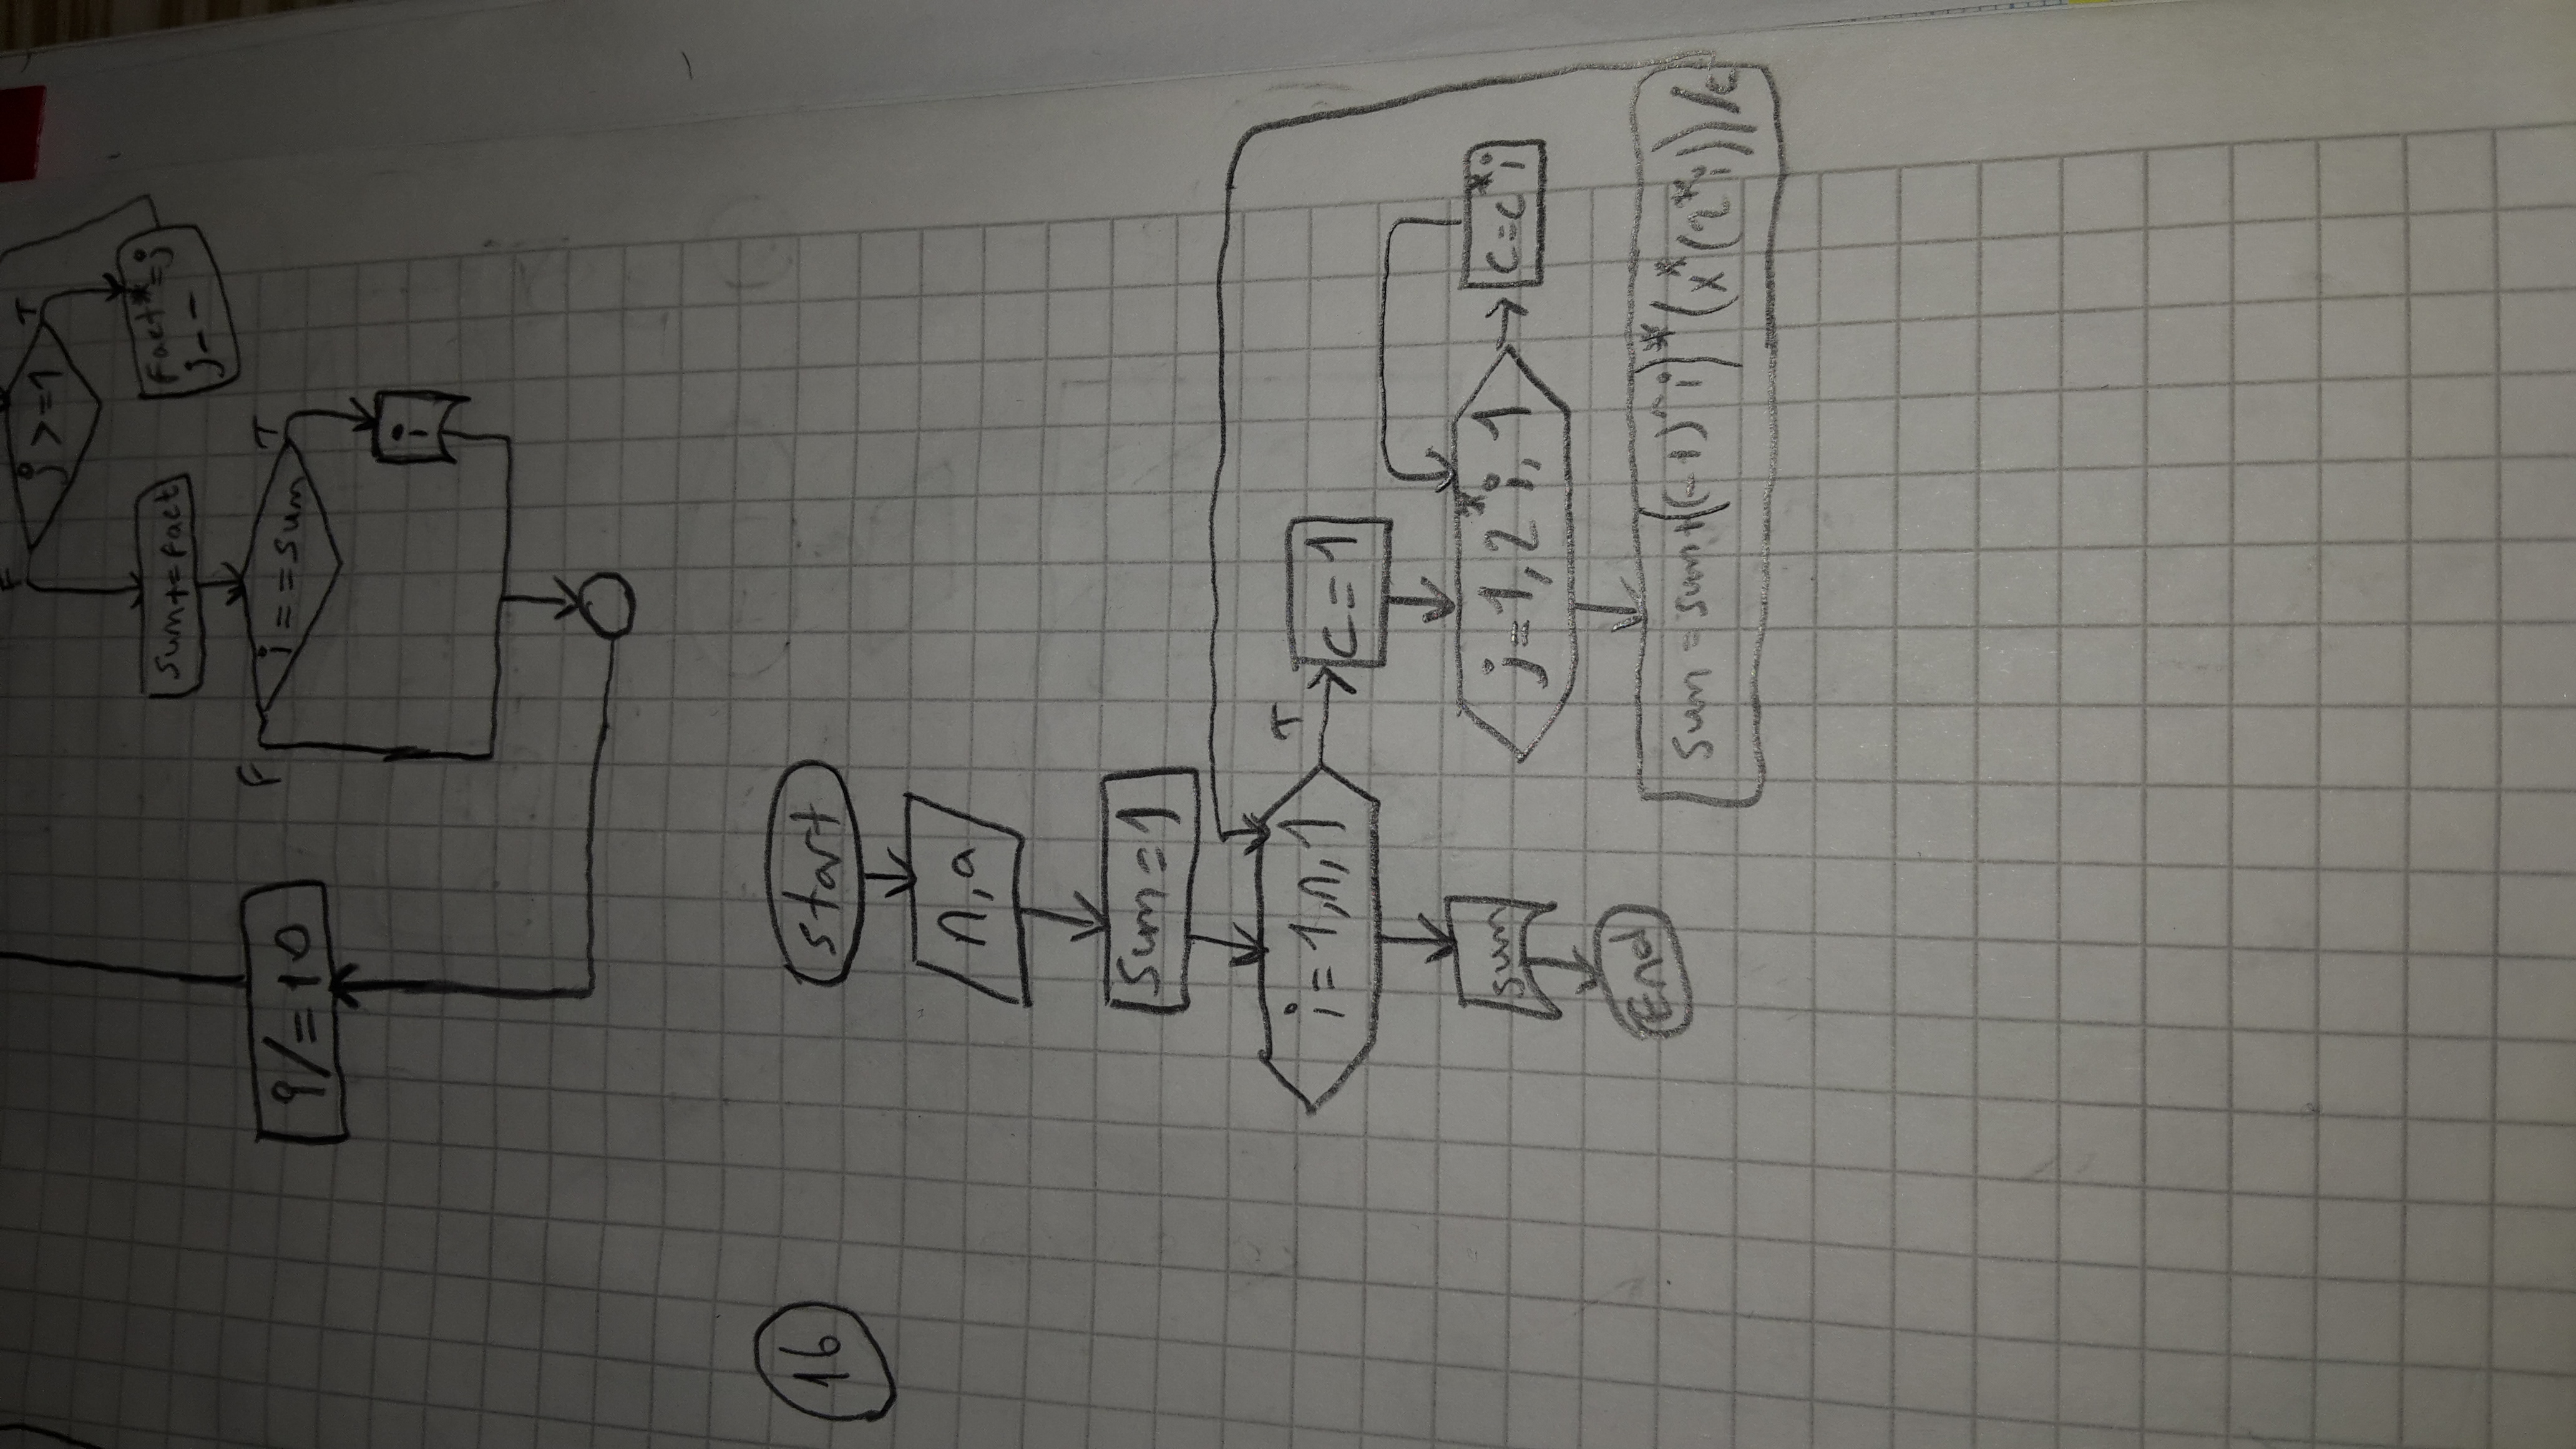 F
j >=1
T
sum+=fact
Fact*=j
j--
9/=10
F
i==sum
T
i
16
start
n,a
Sum=1
i=1,n,1
T
c=1
j=1,2*i,1
c=c*i
sum
End
Sum=sum+((-1)^i)*(x*(2*i))/c